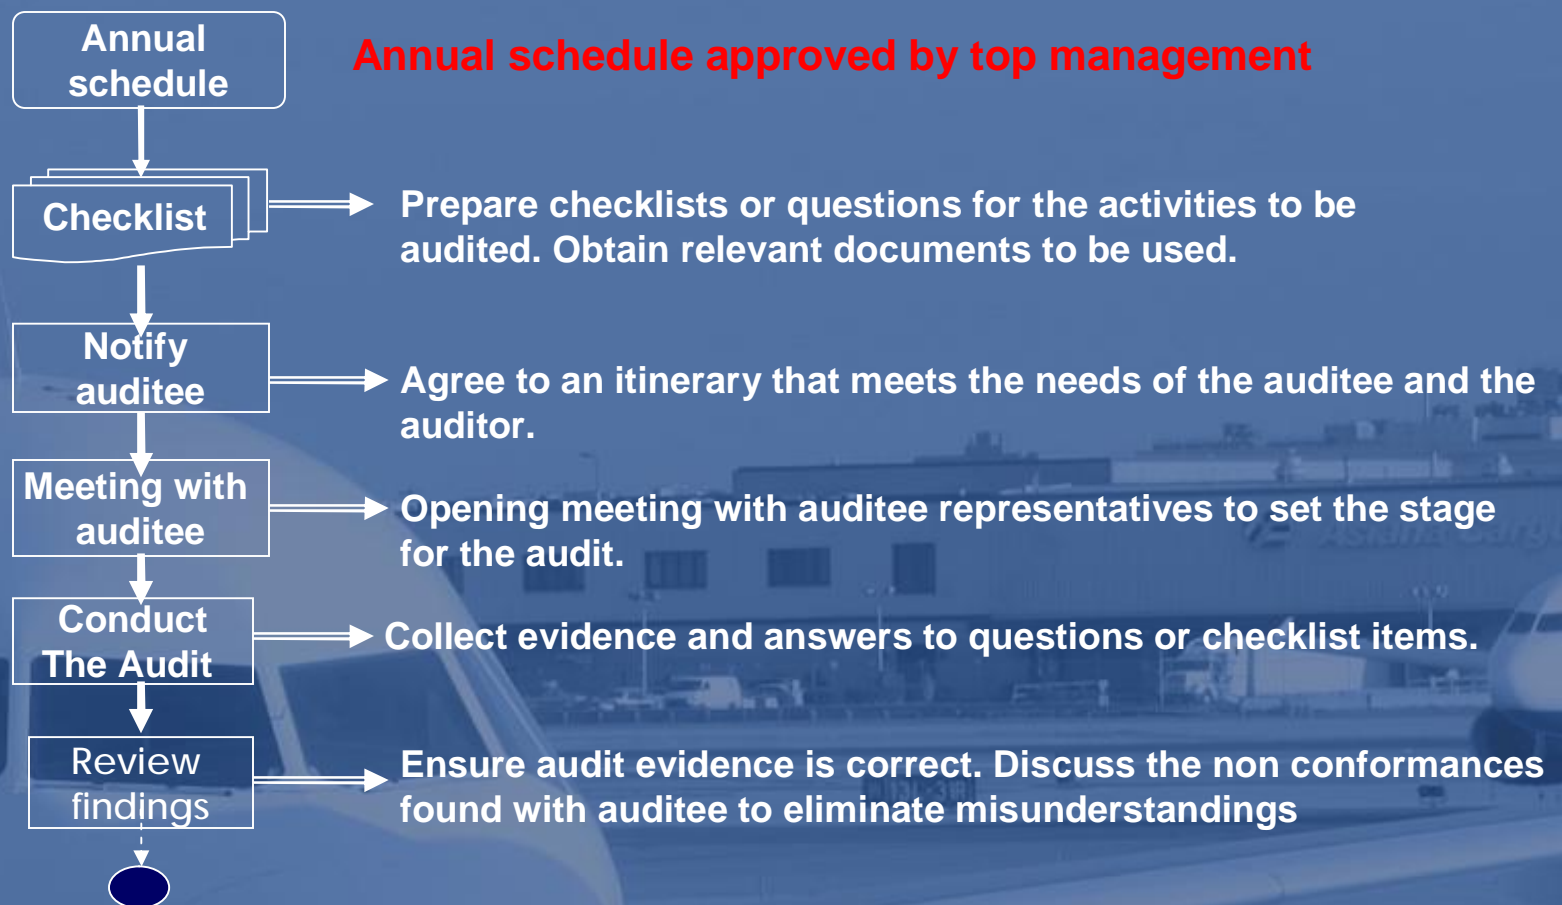 Annual
schedule
Annual schedule approved by top management
Checklist
Prepare checklists or questions for the activities to be
audited. Obtain relevant documents to be used.
Notify
auditee
Agree to an itinerary that meets the needs of the auditee and the
auditor.
Meeting with
auditee
Opening meeting with auditee representatives to set the stage
for the audit.
Asiana Cargo
Conduct
The Audit
Collect evidence and answers to questions or checklist items.
Review
findings
Ensure audit evidence is correct. Discuss the non conformances
found with auditee to eliminate misunderstandings